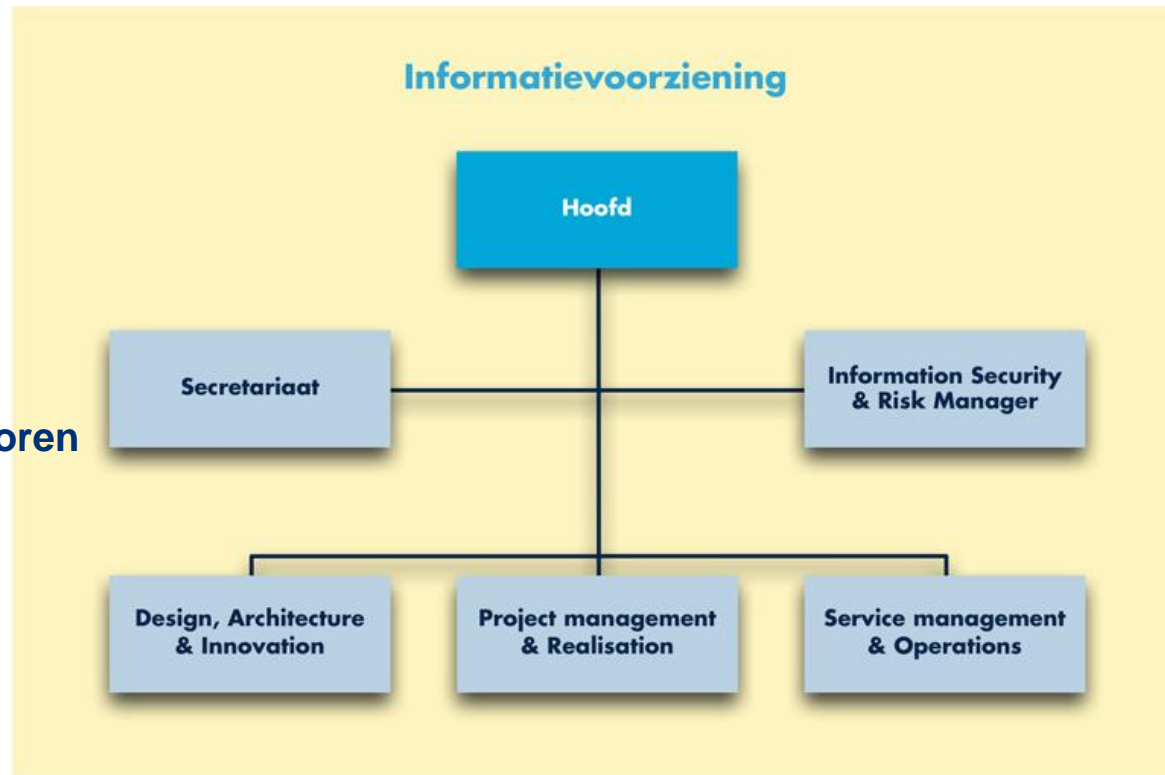 Informatievoorziening
Hoofd
Secretariaat
Information Security
& Risk Manager
oren
Design, Architecture
& Innovation
Project management
& Realisation
Service management
& Operations